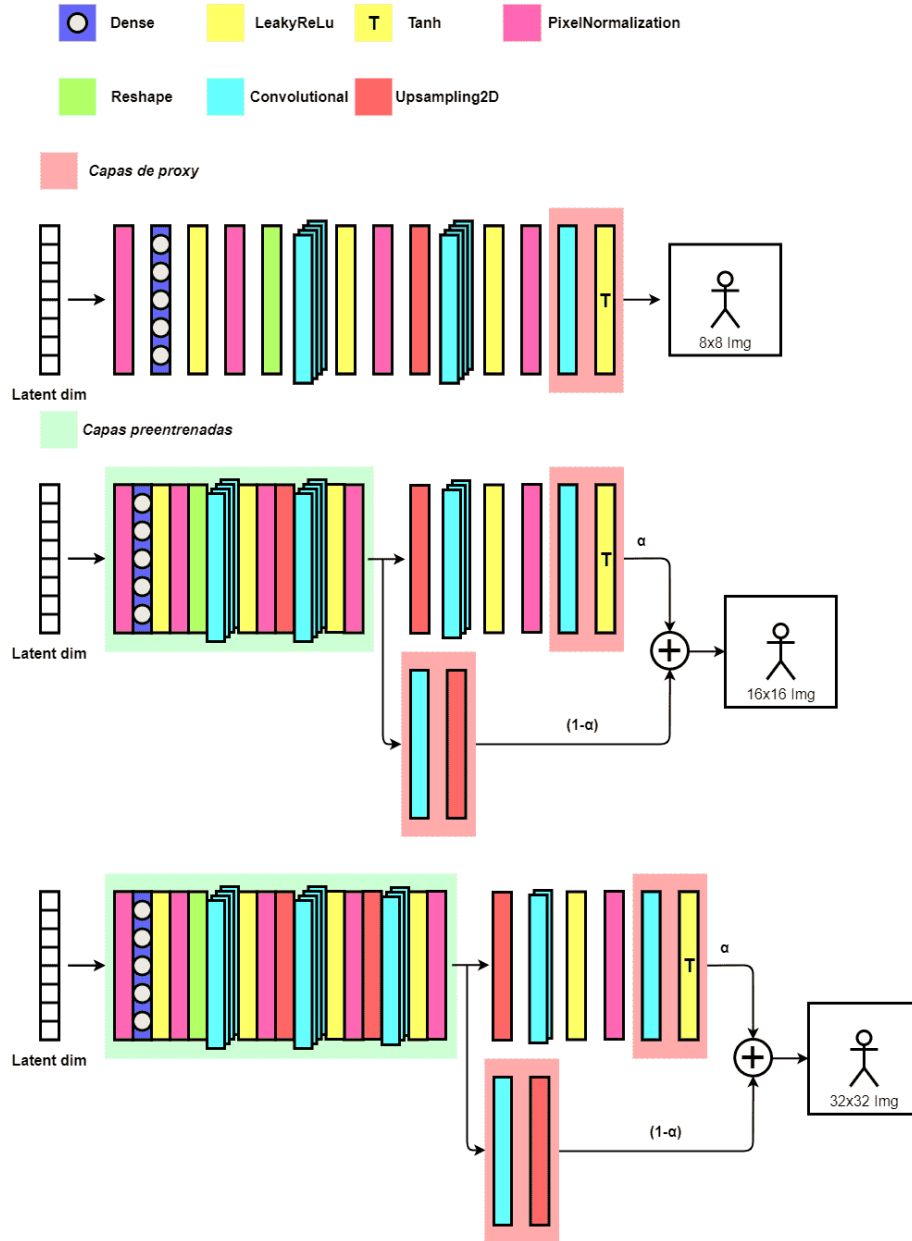 Dense LeakyReLu T Tanh PixelNormalization
Reshape Convolutional Upsampling2D
Capas de proxy
T
8x8 Img
Latent dim
Capas preentrenadas
α
T
Latent dim
16x16 Img
(1-α)
α
T
Latent dim
32x32 Img
(1-α)